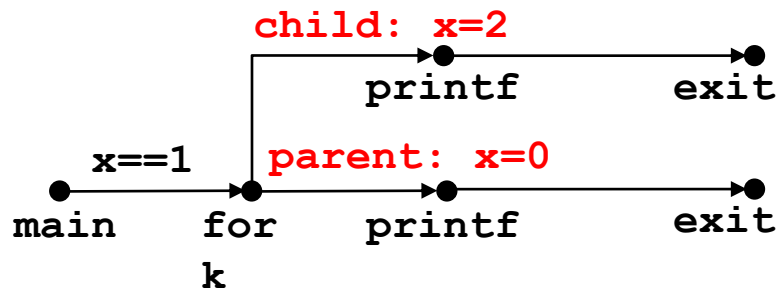 child: x=2
printf exit
x==1 parent: x=0
main for printf exit
k